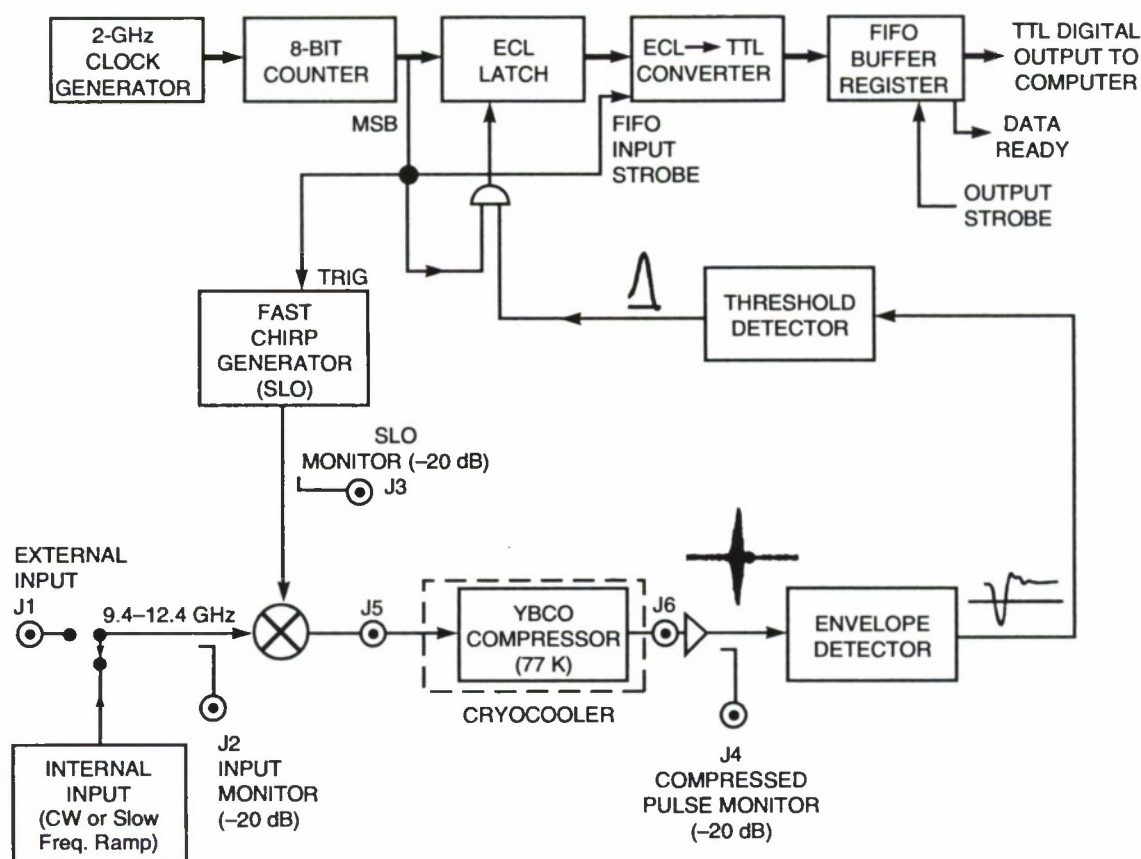 2-GHz
CLOCK
GENERATOR
8-BIT
COUNTER
ECL
LATCH
ECL → TTL
CONVERTER
FIFO
BUFFER
REGISTER
TTL DIGITAL
OUTPUT TO
COMPUTER
MSB
FIFO
INPUT
STROBE
DATA
READY
OUTPUT
STROBE
TRIG
FAST
CHIRP
GENERATOR
(SLO)
THRESHOLD
DETECTOR
SLO
MONITOR (–20 dB)
J3
EXTERNAL
INPUT
J1
9.4–12.4 GHz
J5
YBCO
COMPRESSOR
(77 K)
J6
ENVELOPE
DETECTOR
CRYOCOOLER
J2
INPUT
MONITOR
(–20 dB)
J4
COMPRESSED
PULSE MONITOR
(–20 dB)
INTERNAL
INPUT
(CW or Slow
Freq. Ramp)